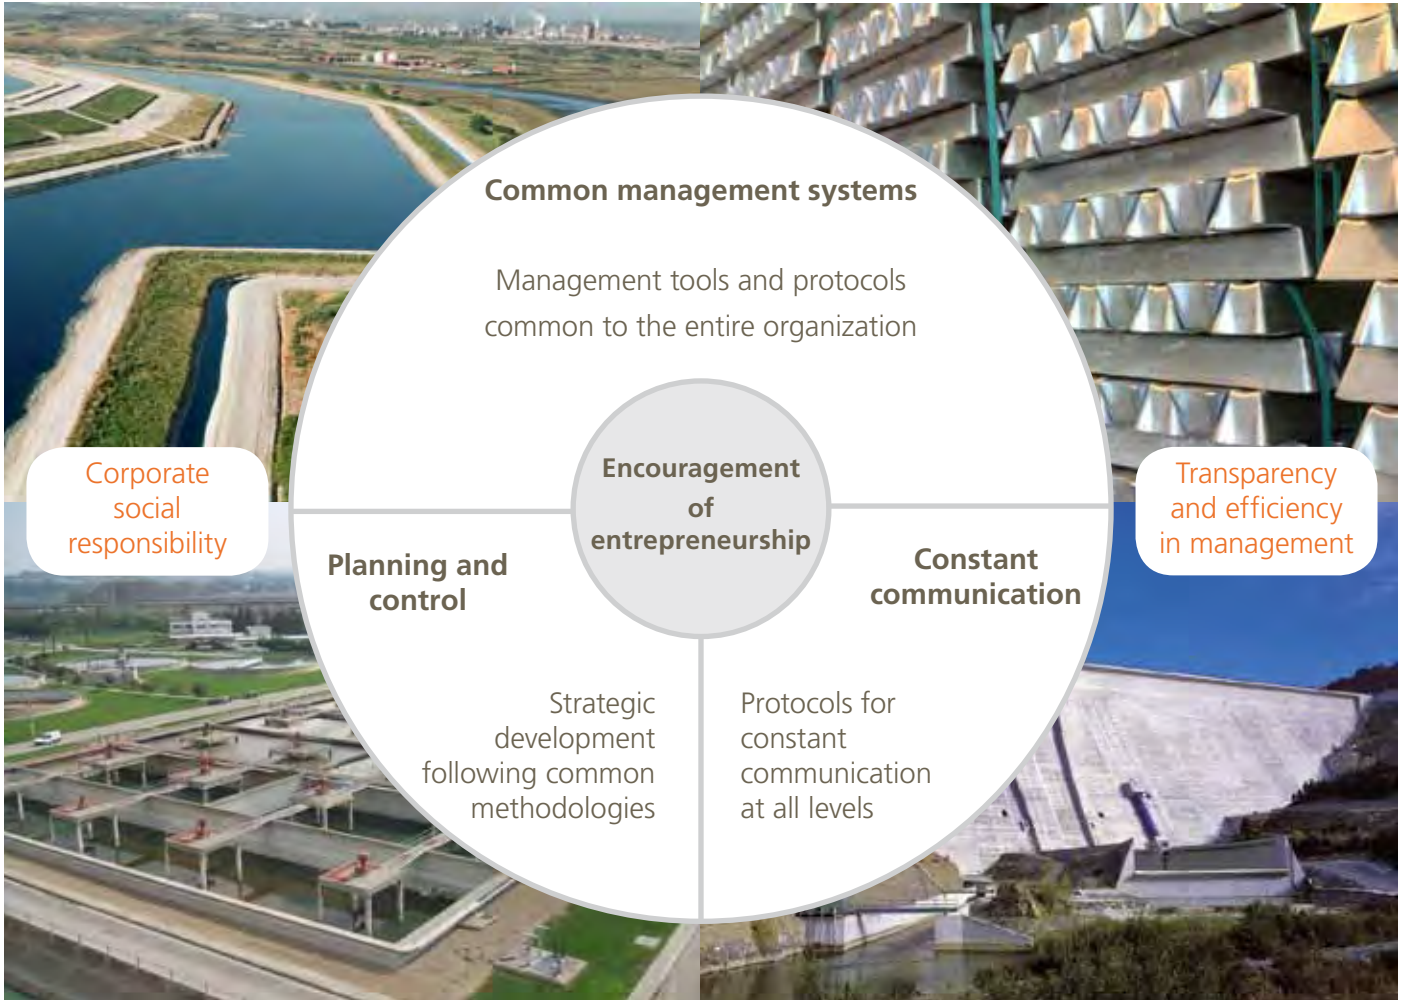 Common management systems
Management tools and protocols
common to the entire organization
Encouragement
of
entrepreneurship
Corporate
social
responsibility
Transparency
and efficiency
in management
Planning and
control
Constant
communication
Strategic
development
following common
methodologies
Protocols for
constant
communication
at all levels